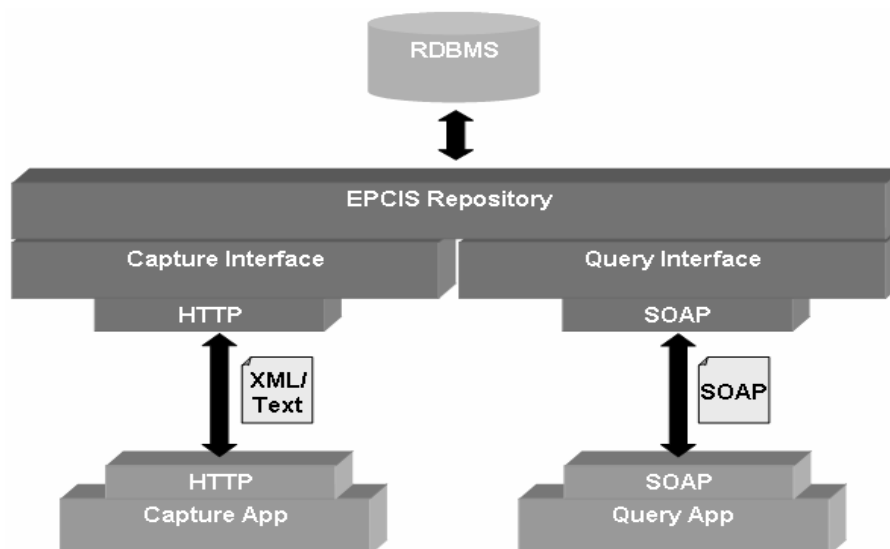 RDBMS
EPCIS Repository
Capture Interface
Query Interface
HTTP
SOAP
XML/
Text
SOAP
HTTP
SOAP
Capture App
Query App